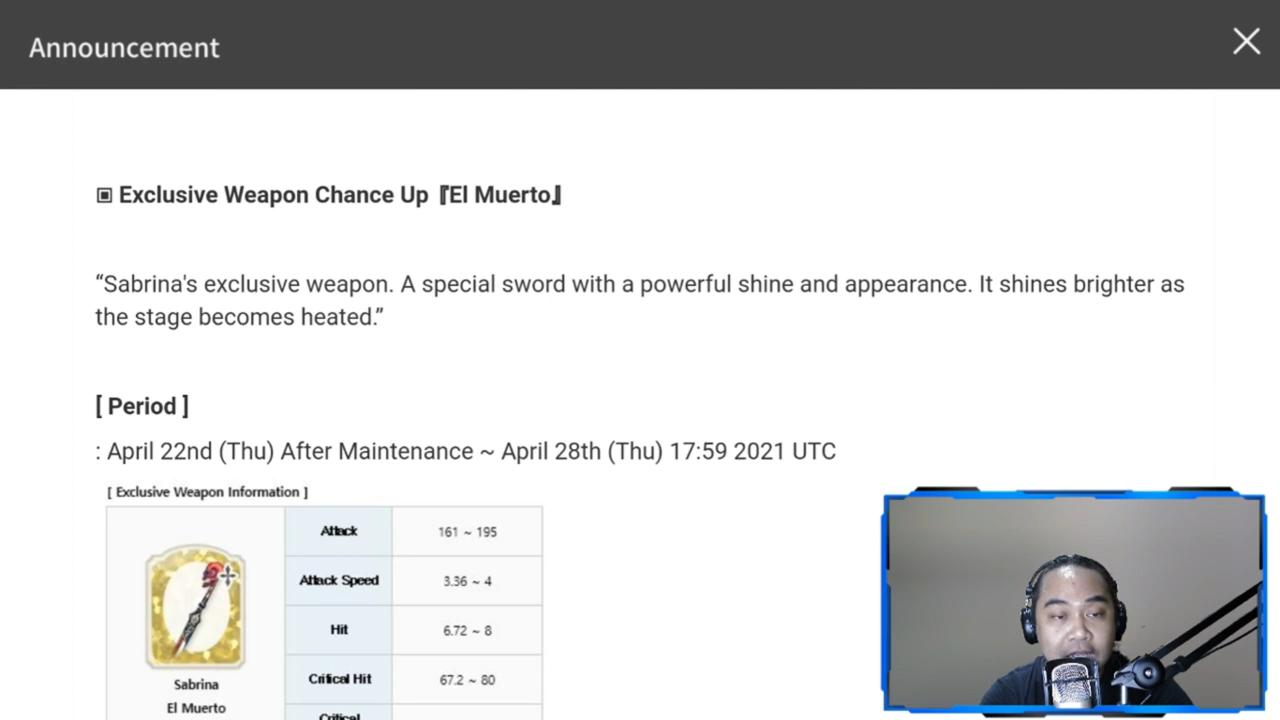 Announcement
▣ Exclusive Weapon Chance Up『El Muerto』
“Sabrina's exclusive weapon. A special sword with a powerful shine and appearance. It shines brighter as
the stage becomes heated.”
[ Period ]
: April 22nd (Thu) After Maintenance ~ April 28th (Thu) 17:59 2021 UTC
[ Exclusive Weapon Information ]
Attack 161 ~ 195
Attack Speed 3.36 ~ 4
Hit 6.72 ~ 8
Critical Hit 67.2 ~ 80
Sabrina
El Muerto
Critical